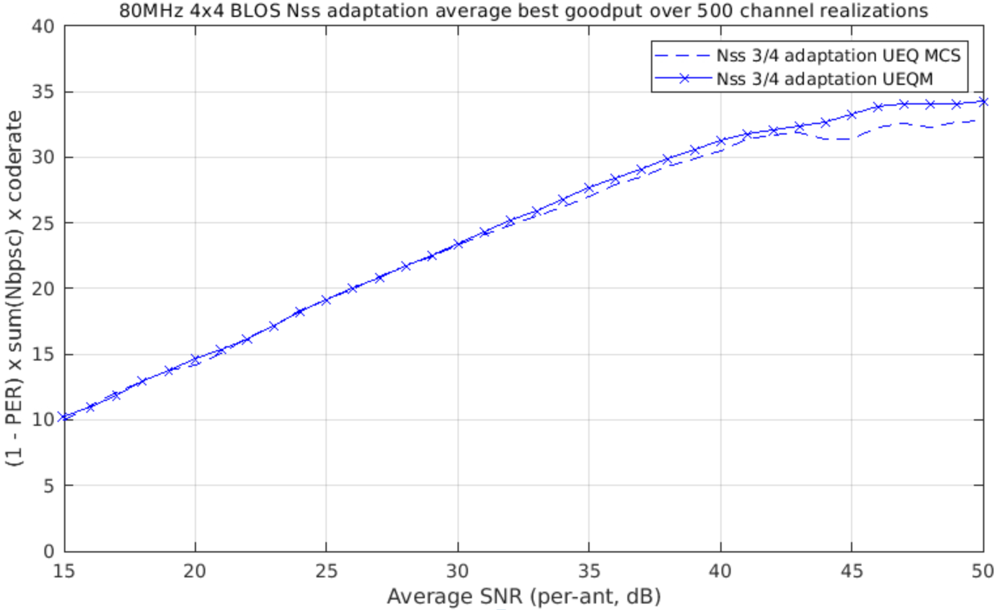 80MHz 4x4 BLOS Nss adaptation average best goodput over 500 channel realizations
40
35
30
25
20
15
10
5
0
(1 - PER) x sum(Nbpsc) x coderate
Nss 3/4 adaptation UEQ MCS
Nss 3/4 adaptation UEQM
15 20 25 30 35 40 45 50
Average SNR (per-ant, dB)